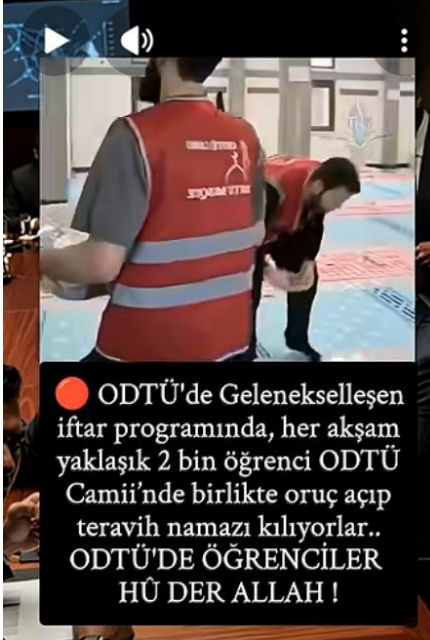 🔴 ODTÜ'de Gelenekselleşen
iftar programında, her akşam
yaklaşık 2 bin öğrenci ODTÜ
Camii’nde birlikte oruç açıp
teravih namazı kılıyorlar..
ODTÜ'DE ÖĞRENCİLER
HÛ DER ALLAH !